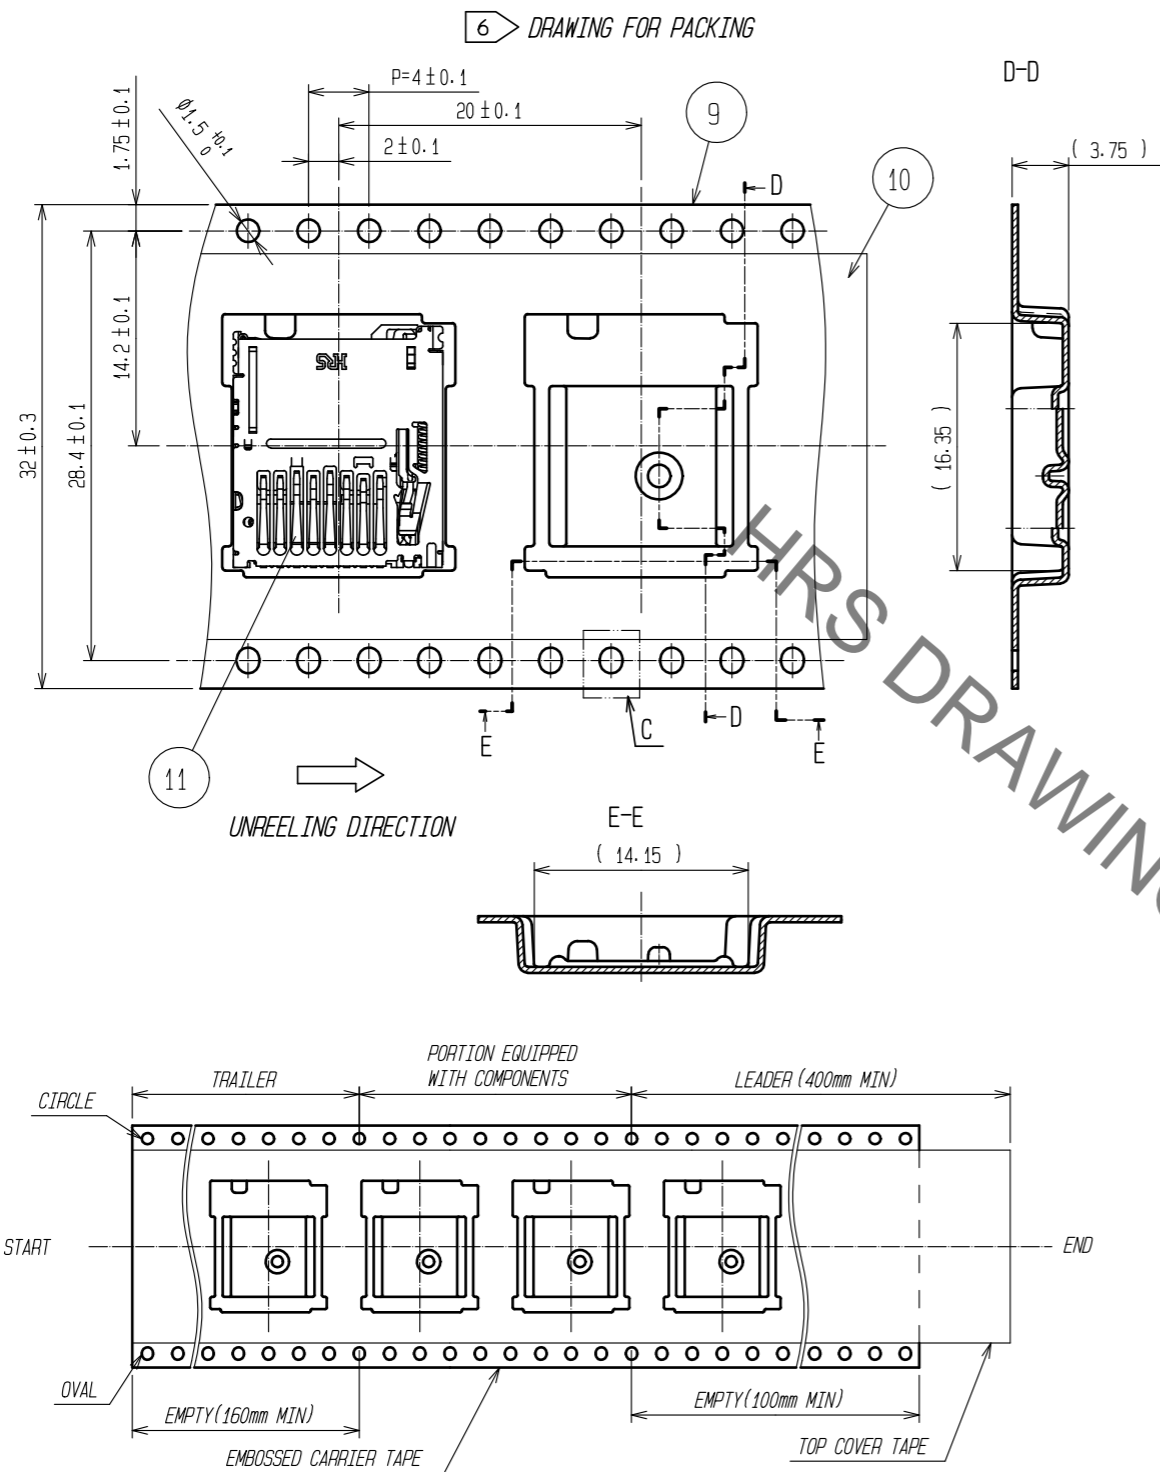 6 DRAWING FOR PACKING
D-D
P=4±0.1
20±0.1
2±0.1
1.75±0.1
Ø1.5 +0.1 0
9
10
( 3.75 )
D
14.2±0.1
28.4±0.1
32±0.3
HRS
( 16.35 )
HRS DRAWING
E
C
D
E
11
UNREELING DIRECTION
E-E
( 14.15 )
TRAILER
PORTION EQUIPPED
WITH COMPONENTS
LEADER (400mm MIN)
CIRCLE
START
END
OVAL
EMPTY(160mm MIN)
EMPTY(100mm MIN)
EMBOSSED CARRIER TAPE
TOP COVER TAPE